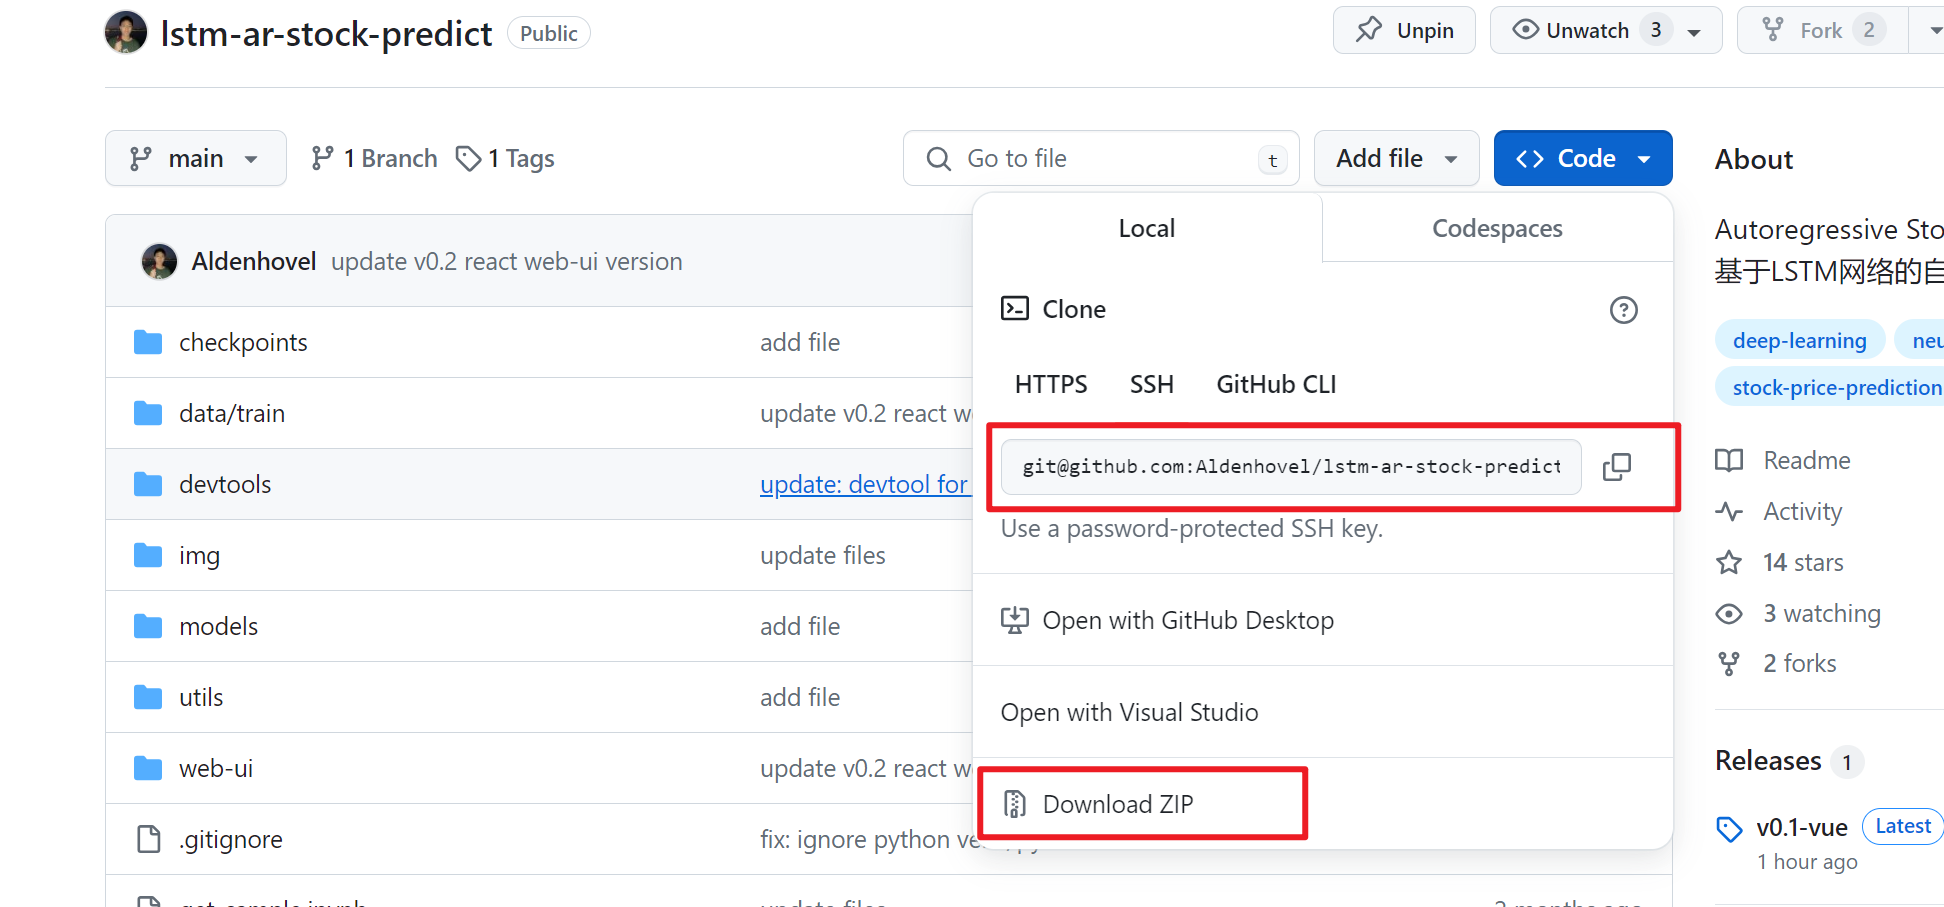 lstm-ar-stock-predict Public Unpin Unwatch 3 Fork 2
main 1 Branch 1 Tags Go to file t Add file Code
Aldenhovel update v0.2 react web-ui version
checkpoints add file
data/train update v0.2 react w
devtools update: devtool for
img update files
models add file
utils add file
web-ui update v0.2 react w
.gitignore fix: ignore python ve
Local Codespaces
Clone
HTTPS SSH GitHub CLI
git@github.com:Aldenhovel/lstm-ar-stock-predict
Use a password-protected SSH key.
Open with GitHub Desktop
Open with Visual Studio
Download ZIP
About
Autoregressive Sto
基于LSTM网络的自
deep-learning neu
stock-price-prediction
Readme
Activity
14 stars
3 watching
2 forks
Releases 1
v0.1-vue Latest
1 hour ago